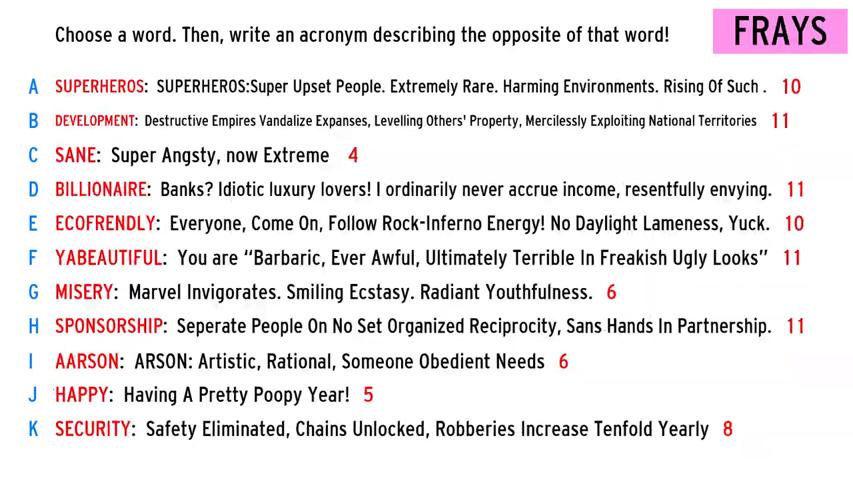 Choose a word. Then, write an acronym describing the opposite of that word!
FRAYS
A SUPERHEROS: SUPERHEROS:Super Upset People. Extremely Rare. Harming Environments. Rising Of Such . 10
B DEVELOPMENT: Destructive Empires Vandalize Expanses, Levelling Others' Property, Mercilessly Exploiting National Territories 11
C SANE: Super Angsty, now Extreme 4
D BILLIONAIRE: Banks? Idiotic luxury lovers! I ordinarily never accrue income, resentfully envying. 11
E ECOFRENDLY: Everyone, Come On, Follow Rock-Inferno Energy! No Daylight Lameness, Yuck. 10
F YABEAUTIFUL: You are “Barbaric, Ever Awful, Ultimately Terrible In Freakish Ugly Looks” 11
G MISERY: Marvel Invigorates. Smiling Ecstasy. Radiant Youthfulness. 6
H SPONSORSHIP: Seperate People On No Set Organized Reciprocity, Sans Hands In Partnership. 11
I AARSON: ARSON: Artistic, Rational, Someone Obedient Needs 6
J HAPPY: Having A Pretty Poopy Year! 5
K SECURITY: Safety Eliminated, Chains Unlocked, Robberies Increase Tenfold Yearly 8